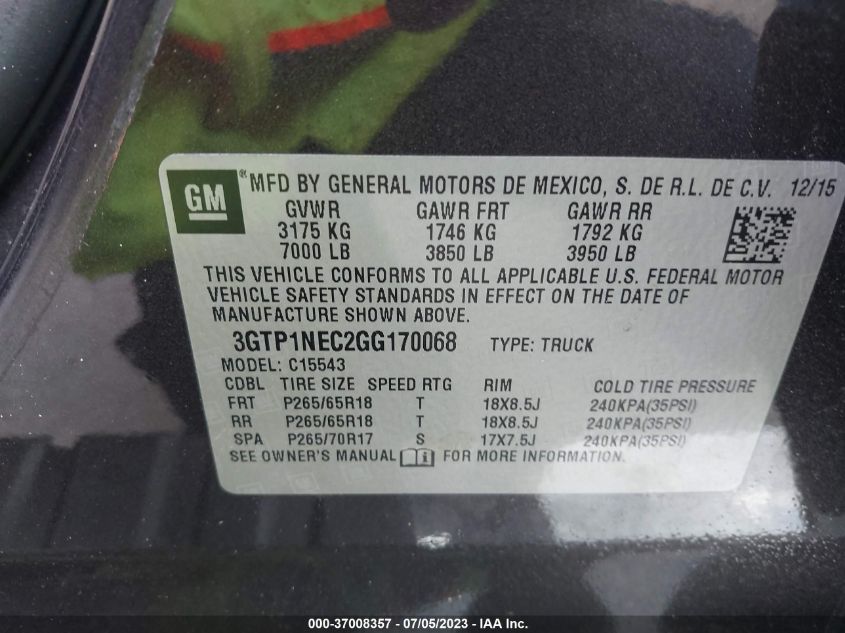 GM ® MFD BY GENERAL MOTORS DE MEXICO, S. DE R.L. DE C.V. 12/15
GVWR GAWR FRT GAWR RR
3175 KG 1746 KG 1792 KG
7000 LB 3850 LB 3950 LB
THIS VEHICLE CONFORMS TO ALL APPLICABLE U.S. FEDERAL MOTOR
VEHICLE SAFETY STANDARDS IN EFFECT ON THE DATE OF
MANUFACTURE SHOWN ABOVE.
3GTP1NEC2GG170068 TYPE: TRUCK
MODEL: C15543
CDBL TIRE SIZE SPEED RTG RIM COLD TIRE PRESSURE
FRT P265/65R18 T 18X8.5J 240KPA(35PSI)
RR P265/65R18 T 18X8.5J 240KPA(35PSI)
SPA P265/70R17 S 17X7.5J 240KPA(35PSI)
SEE OWNER'S MANUAL i FOR MORE INFORMATION.
000-37008357 / 07/05/2023 - IAA Inc.